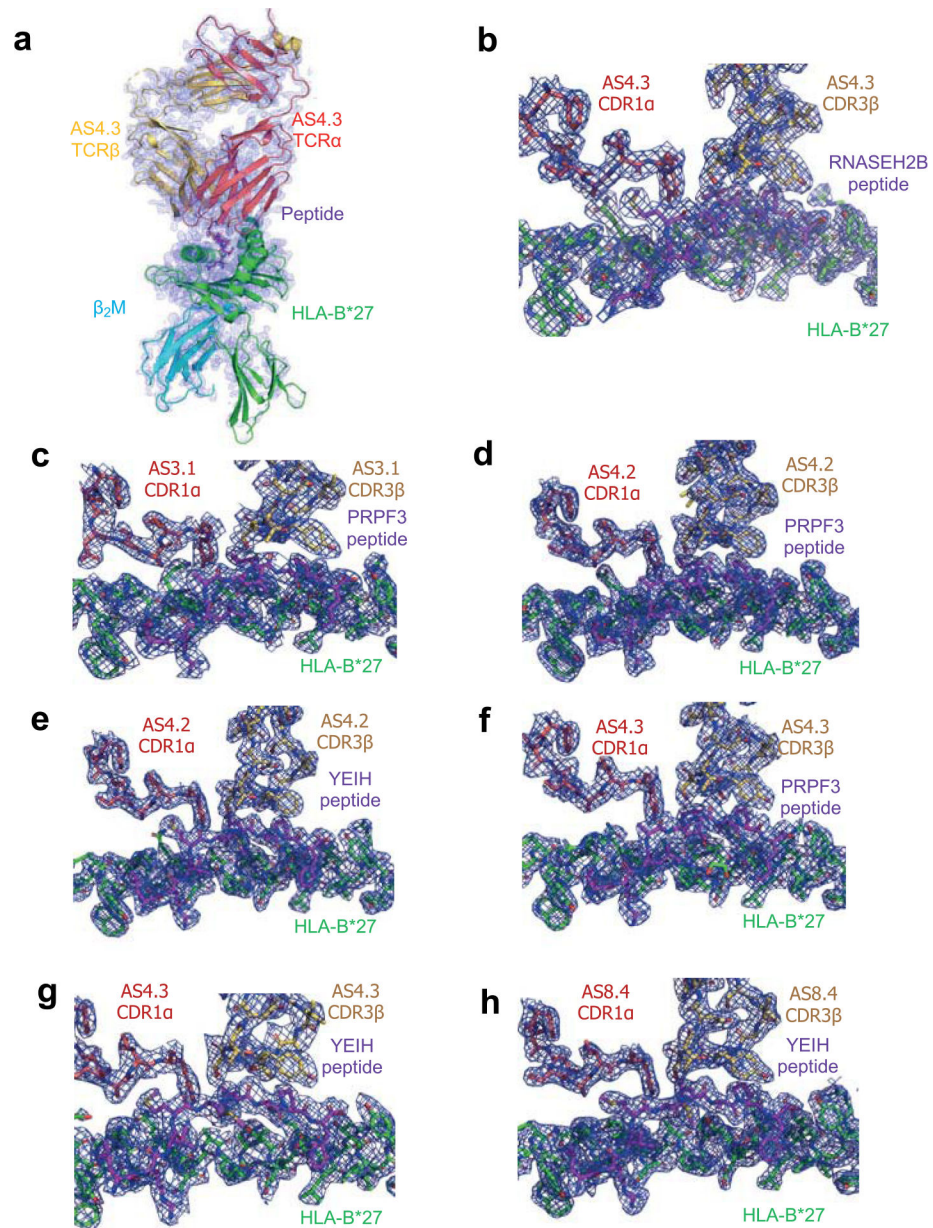 a
AS4.3
TCRβ
AS4.3
TCRα
Peptide
β2M
HLA-B*27
b
AS4.3
CDR1α
AS4.3
CDR3β
RNASEH2B
peptide
HLA-B*27
c
AS3.1
CDR1α
AS3.1
CDR3β
PRPF3
peptide
HLA-B*27
d
AS4.2
CDR1α
AS4.2
CDR3β
PRPF3
peptide
HLA-B*27
e
AS4.2
CDR1α
AS4.2
CDR3β
YEIH
peptide
HLA-B*27
f
AS4.3
CDR1α
AS4.3
CDR3β
PRPF3
peptide
HLA-B*27
g
AS4.3
CDR1α
AS4.3
CDR3β
YEIH
peptide
HLA-B*27
h
AS8.4
CDR1α
AS8.4
CDR3β
YEIH
peptide
HLA-B*27